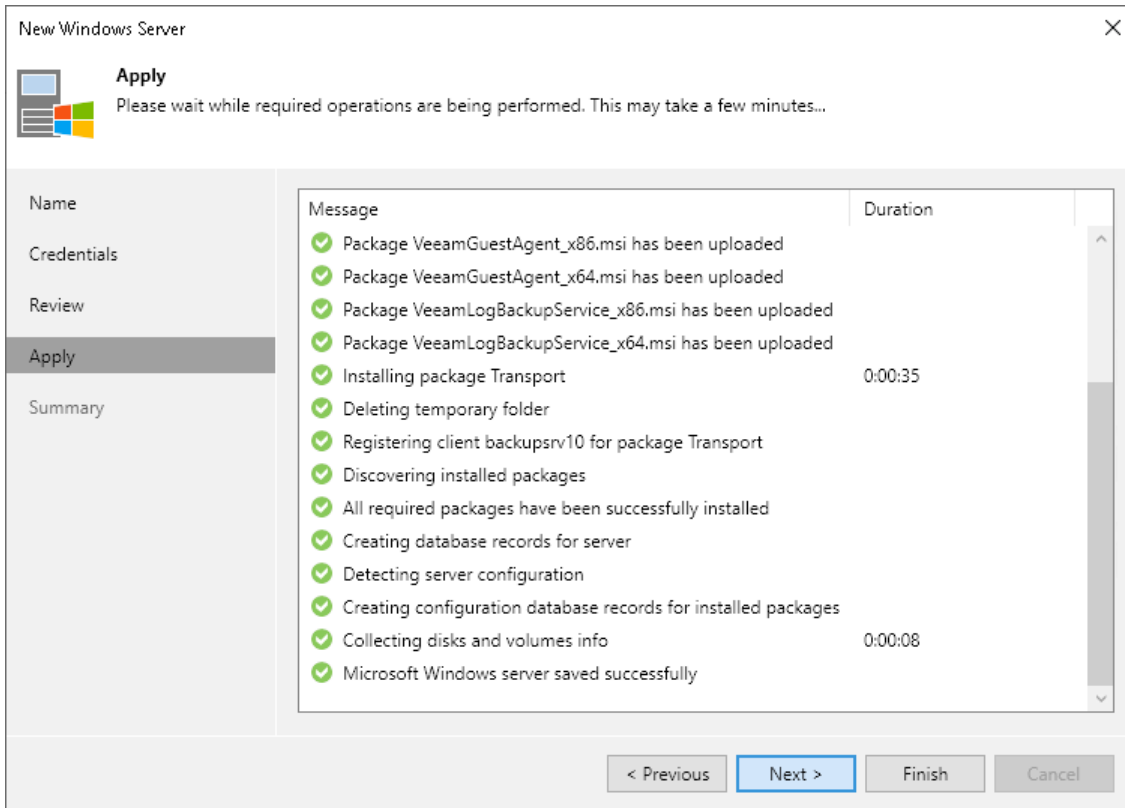 New Windows Server
Apply
Please wait while required operations are being performed. This may take a few minutes...
Name
Credentials
Review
Apply
Summary
Message Duration
Package VeeamGuestAgent_x86.msi has been uploaded
Package VeeamGuestAgent_x64.msi has been uploaded
Package VeeamLogBackupService_x86.msi has been uploaded
Package VeeamLogBackupService_x64.msi has been uploaded
Installing package Transport 0:00:35
Deleting temporary folder
Registering client backupsrv10 for package Transport
Discovering installed packages
All required packages have been successfully installed
Creating database records for server
Detecting server configuration
Creating configuration database records for installed packages
Collecting disks and volumes info 0:00:08
Microsoft Windows server saved successfully
< Previous Next > Finish Cancel